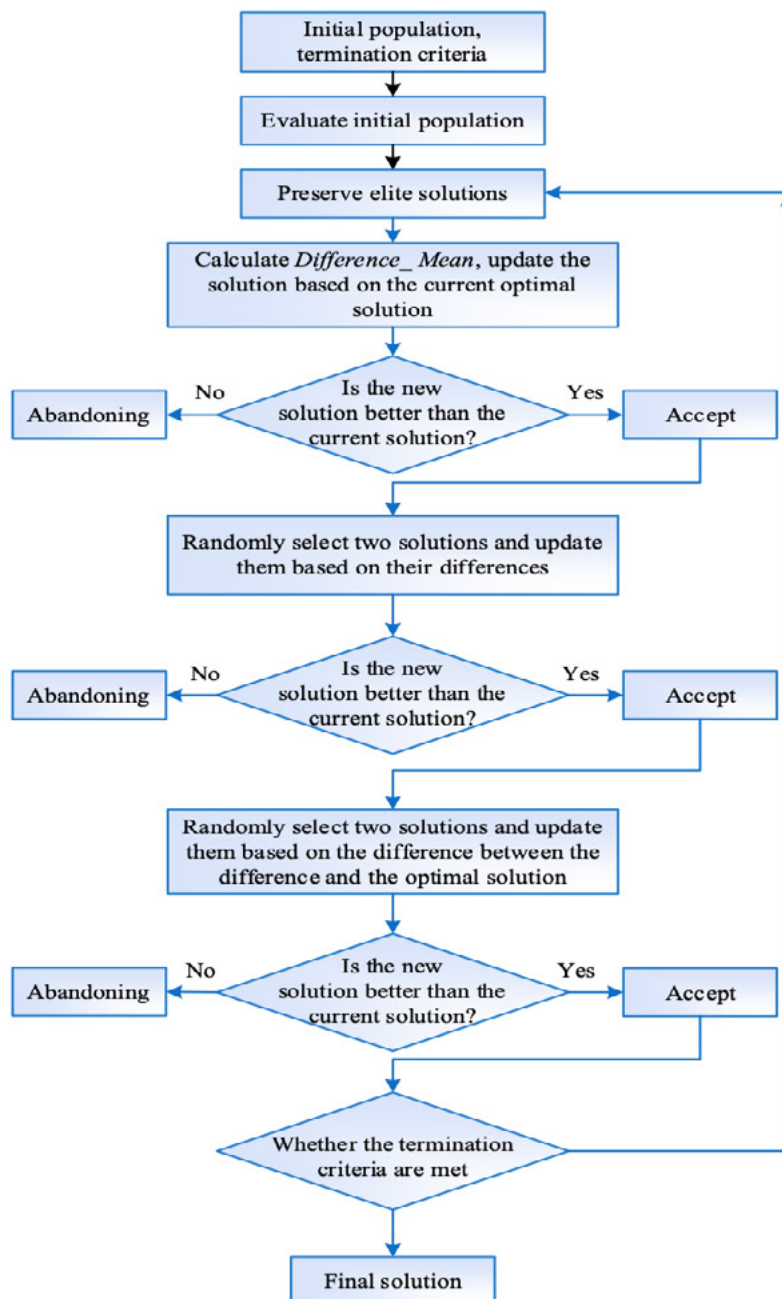 Initial population,
termination criteria
Evaluate initial population
Preserve elite solutions
Calculate Difference_ Mean, update the
solution based on the current optimal
solution
No
Is the new
solution better than the
current solution?
Yes
Abandoning
Accept
Randomly select two solutions and update
them based on their differences
No
Is the new
solution better than the
current solution?
Yes
Abandoning
Accept
Randomly select two solutions and update
them based on the difference between the
difference and the optimal solution
No
Is the new
solution better than the
current solution?
Yes
Abandoning
Accept
Whether the termination
criteria are met
Final solution